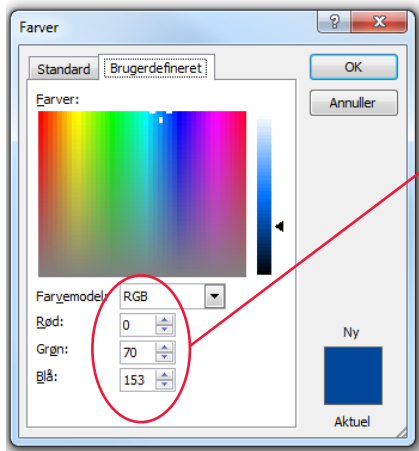 Farver
?
Standard
Brugerdefineret
OK
Annuller
Farver:
Farvemodel: RGB
Rød: 0
Grøn: 70
Blå: 153
Ny
Aktuel